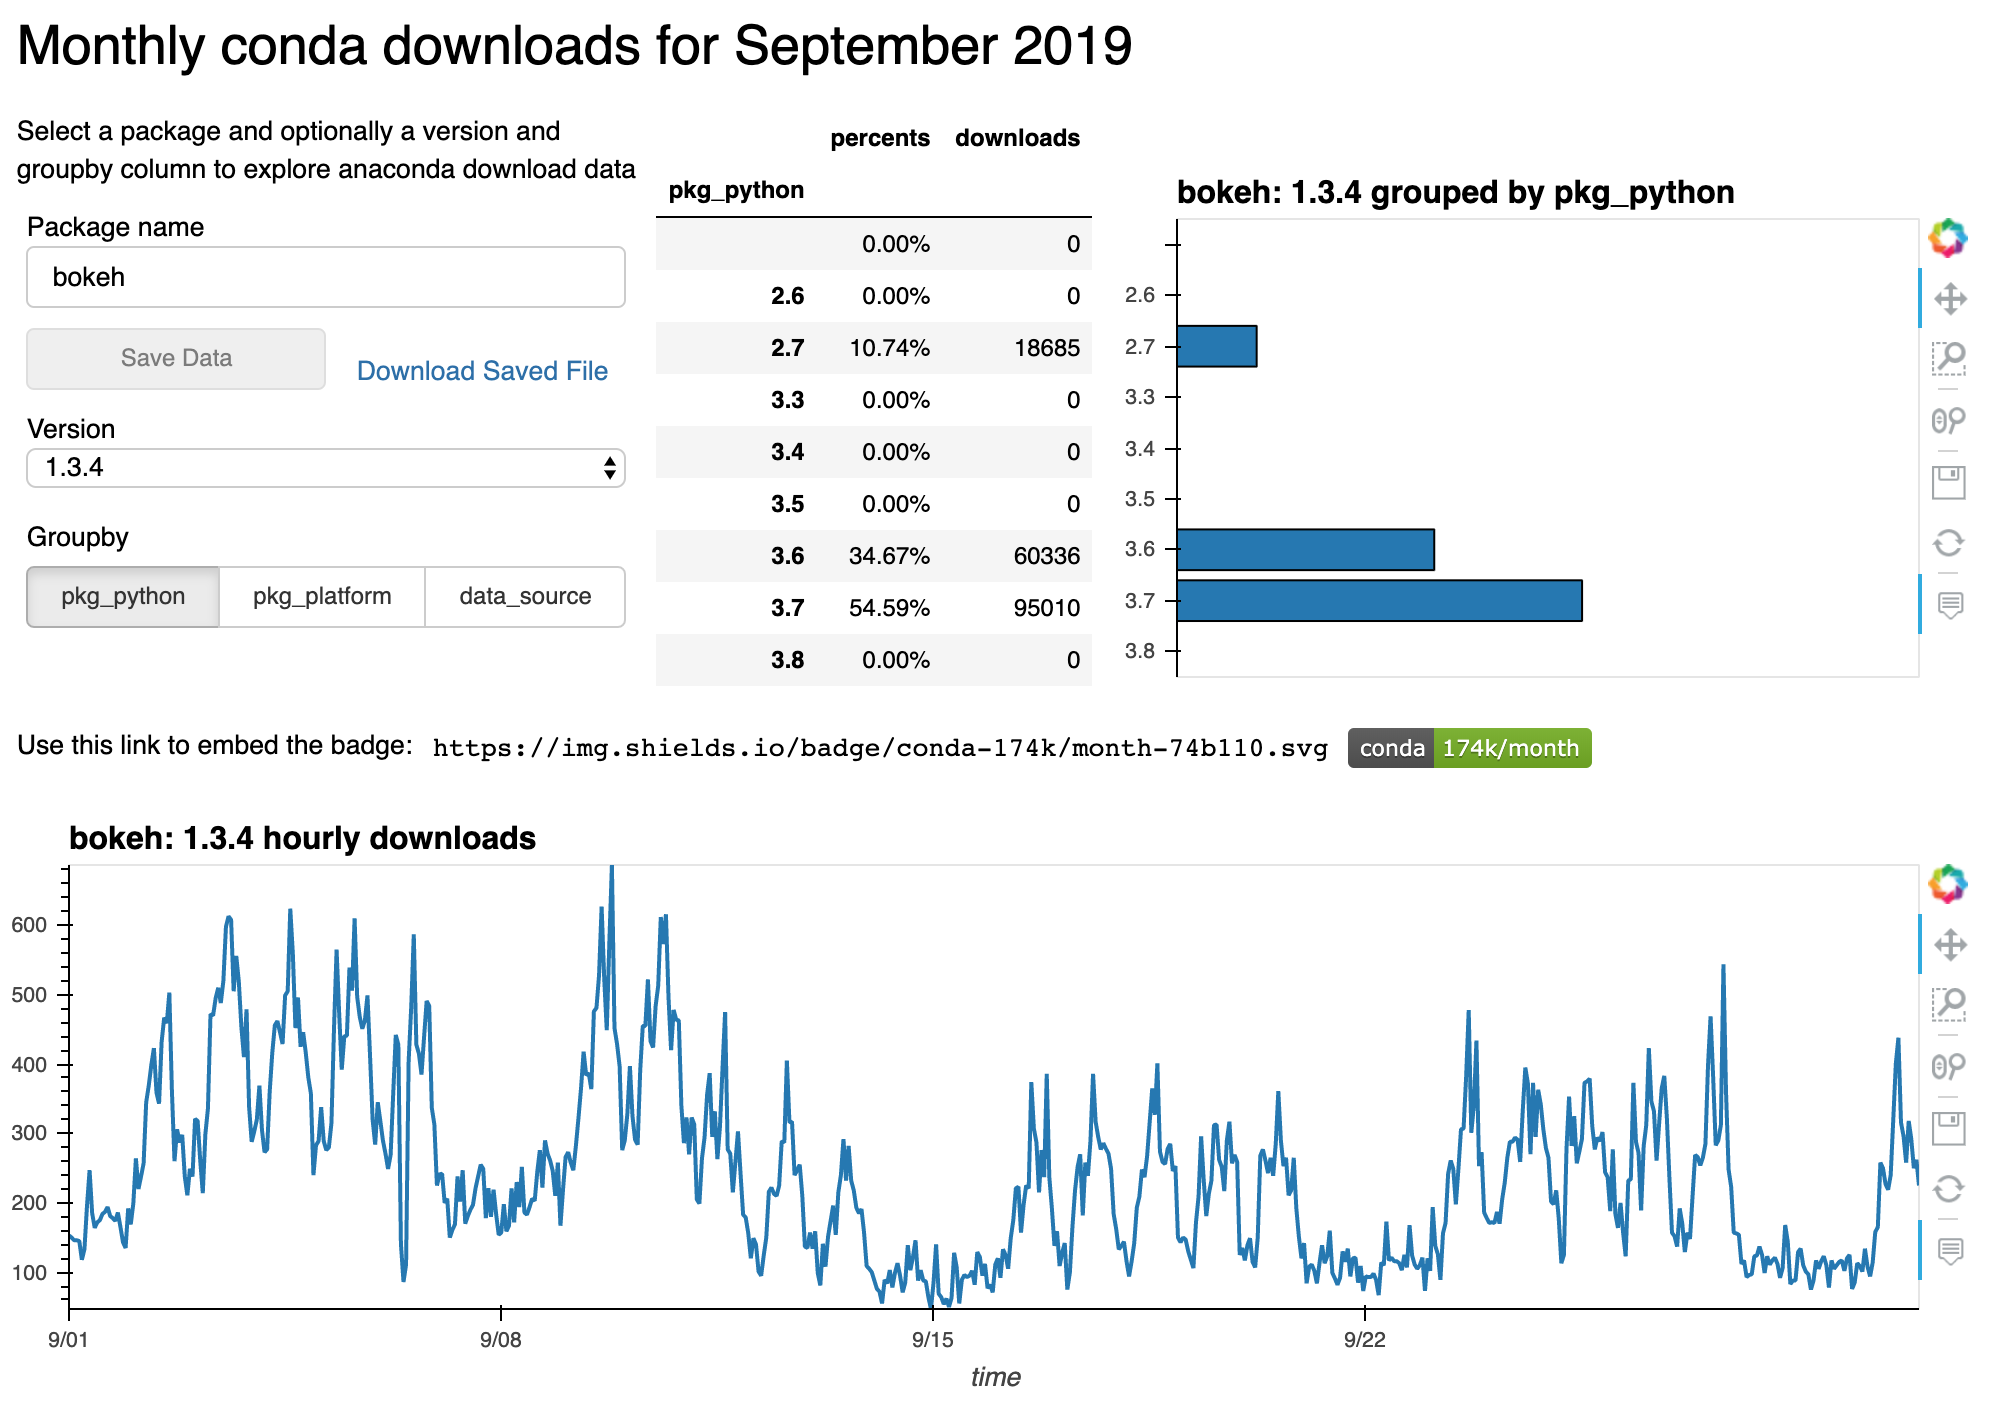 Monthly conda downloads for September 2019
Select a package and optionally a version and
groupby column to explore anaconda download data
Package name
bokeh
Save Data
Download Saved File
Version
1.3.4
Groupby
pkg_python pkg_platform data_source
percents downloads
pkg_python
0.00% 0
2.6 0.00% 0
2.7 10.74% 18685
3.3 0.00% 0
3.4 0.00% 0
3.5 0.00% 0
3.6 34.67% 60336
3.7 54.59% 95010
3.8 0.00% 0
bokeh: 1.3.4 grouped by pkg_python
2.6
2.7
3.3
3.4
3.5
3.6
3.7
3.8
Use this link to embed the badge: https://img.shields.io/badge/conda-174k/month-74b110.svg conda 174k/month
bokeh: 1.3.4 hourly downloads
600
500
400
300
200
100
9/01 9/08 9/15 9/22
time